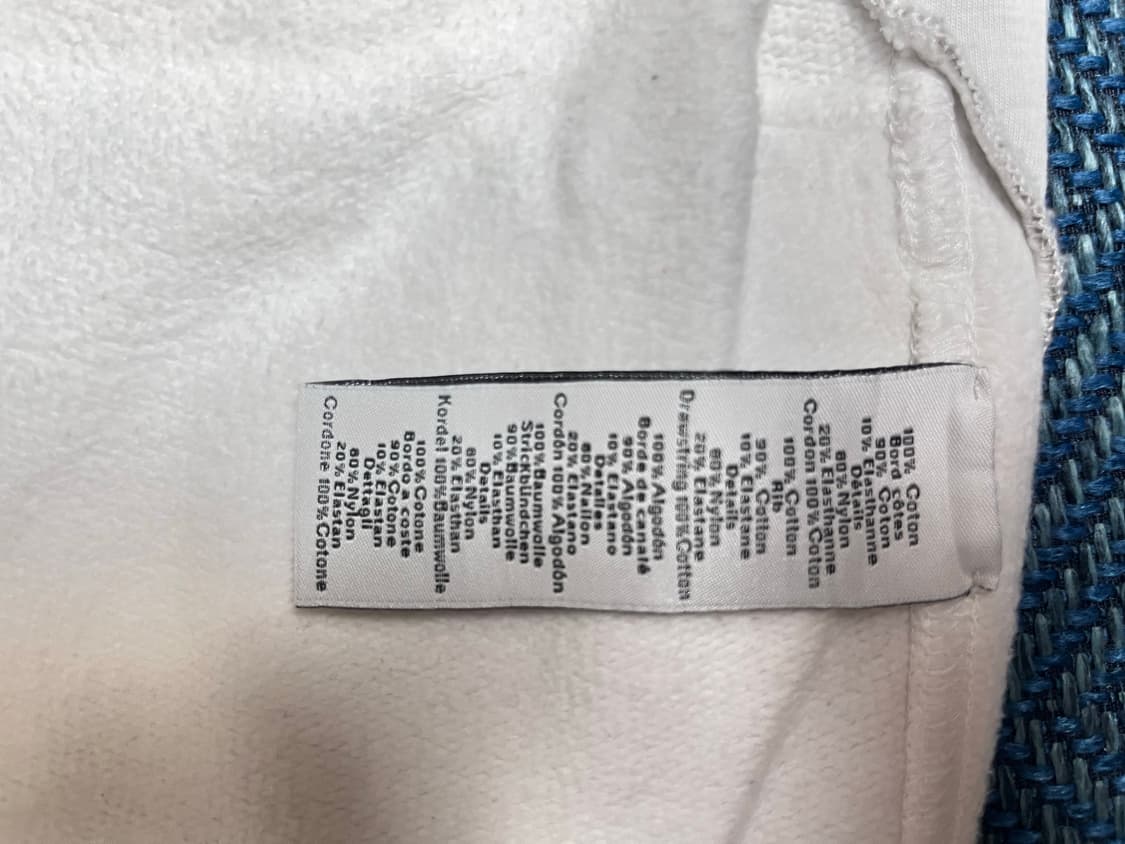 100% Coton
Bord côtes
90% Coton
10% Elasthanne
Détails
80% Nylon
20% Elasthanne
Cordon 100% Coton
100% Cotton
Rib
90% Cotton
10% Elastane
Details
80% Nylon
20% Elastane
Drawstring 100% Cotton
100% Algodón
Borde de canalé
90% Algodón
10% Elastano
Detalles
80% Nailon
20% Elastano
Cordón 100% Algodón
100% Baumwolle
Strickbündchen
90% Baumwolle
10% Elasthan
Details
80% Nylon
20% Elasthan
Kordel 100% Baumwolle
100% Cotone
Bordo a coste
90% Cotone
10% Elastan
Dettagli
80% Nylon
20% Elastan
Cordone 100% Cotone